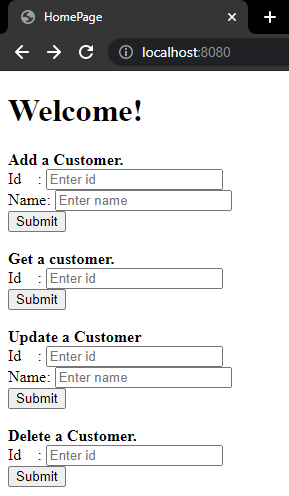 HomePage
localhost:8080
Welcome!
Add a Customer.
Id : Enter id
Name: Enter name
Submit
Get a customer.
Id : Enter id
Submit
Update a Customer
Id : Enter id
Name: Enter name
Submit
Delete a Customer.
Id : Enter id
Submit